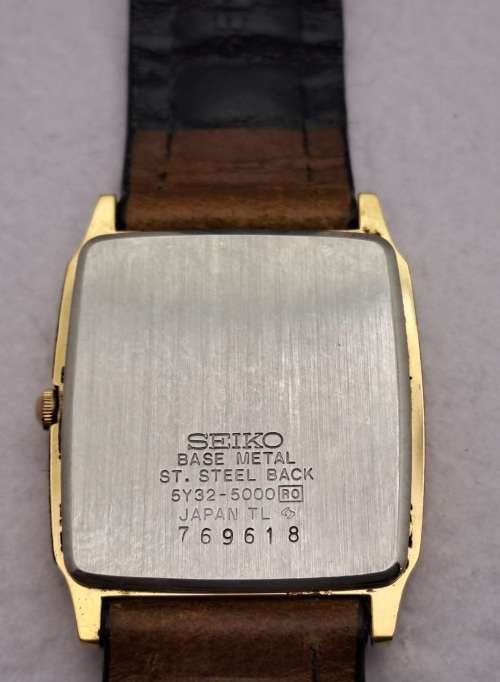 SEIKO
BASE METAL
ST. STEEL BACK
5Y32-5000 RO
JAPAN TL
769618